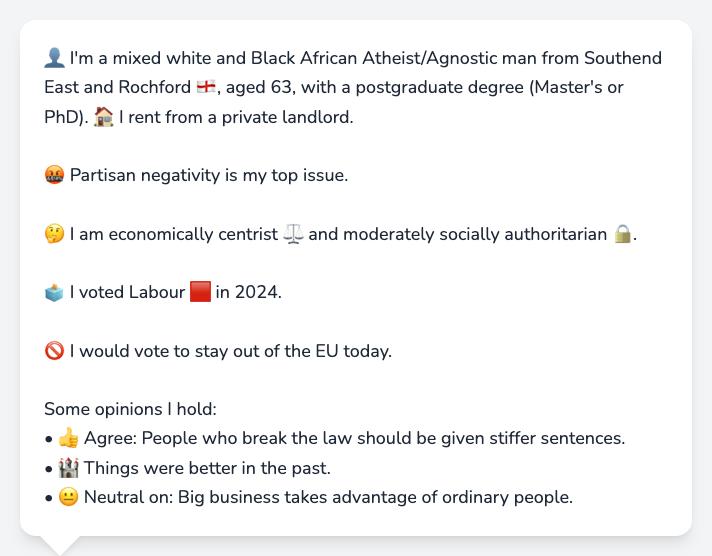 👤 I'm a mixed white and Black African Atheist/Agnostic man from Southend
East and Rochford 🏴󠁧󠁢󠁥󠁮󠁧󠁿, aged 63, with a postgraduate degree (Master's or
PhD). 🏠 I rent from a private landlord.
🤬 Partisan negativity is my top issue.
🤔 I am economically centrist ⚖️ and moderately socially authoritarian 🔒.
🗳️ I voted Labour 🟥 in 2024.
🚫 I would vote to stay out of the EU today.
Some opinions I hold:
• 👍 Agree: People who break the law should be given stiffer sentences.
• 🏰 Things were better in the past.
• 😐 Neutral on: Big business takes advantage of ordinary people.